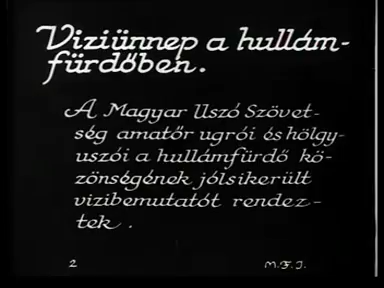 Viziünnep a hullám-
fürdőben.
A Magyar Uszó Szövet-
ség amatőr ugrói és hölgy-
uszói a hullámfürdő kö-
zönségének jólsikerült
vizibemutatót rendez-
tek.
2 M.F.I.